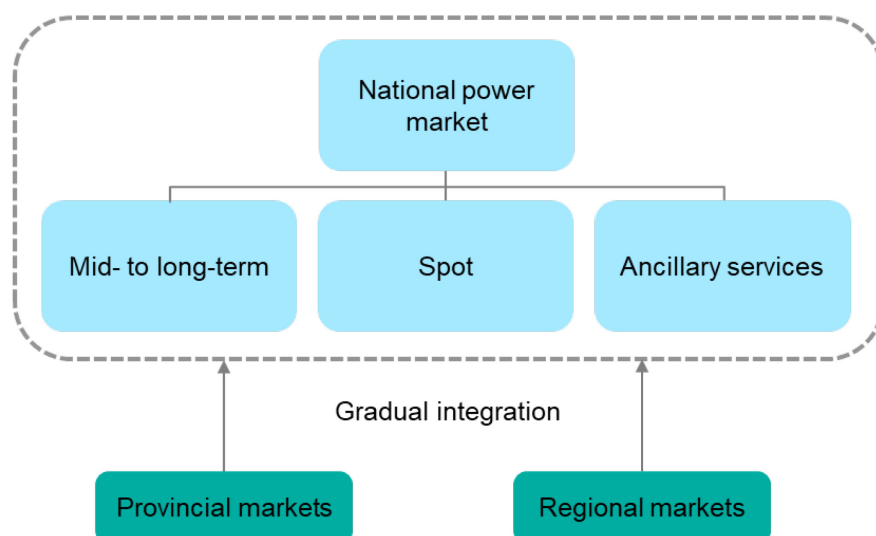 National power
market
Mid- to long-term
Spot
Ancillary services
Gradual integration
Provincial markets
Regional markets